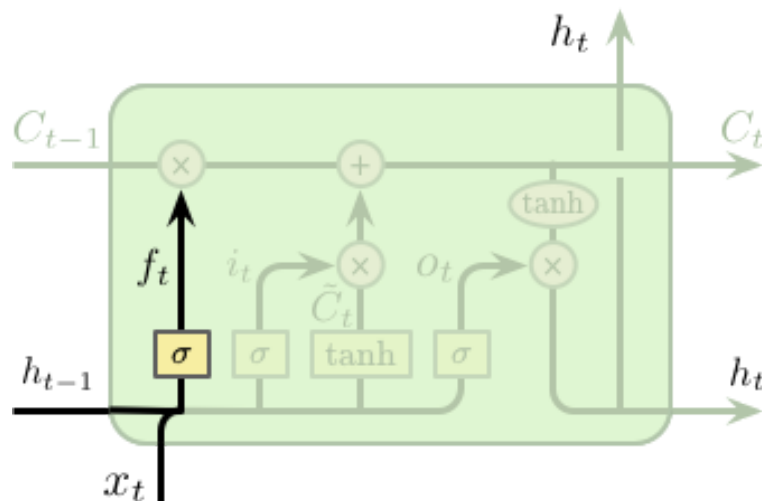 h_t
C_{t-1} × + C_t
tanh
f_t i_t × o_t ×
C̃_t
σ σ tanh σ
h_{t-1} h_t
x_t